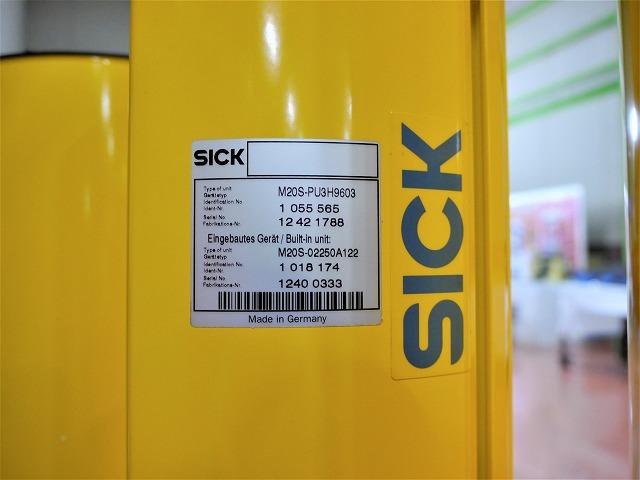 SICK
Type of unit
Gerätetyp
M20S-PU3H9603
Identification No
Ident-Nr.
1 055 565
Serial No.
Fabrikations-Nr.
12 42 1788
Eingebautes Gerät / Built-in unit:
Type of unit
Gerätetyp
M20S-02250A122
Identification No
Ident-Nr.
1 018 174
Serial No.
Fabrikations-Nr.
1240 0333
Made in Germany
SICK